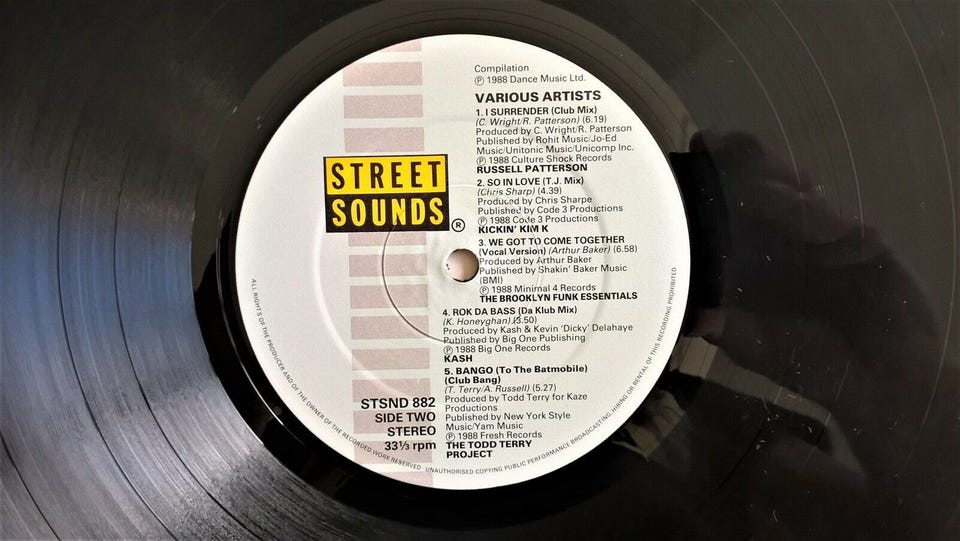 Compilation
℗ 1988 Dance Music Ltd.
VARIOUS ARTISTS
1. I SURRENDER (Club Mix)
(C. Wright/R. Patterson) (6.19)
Produced by C. Wright/R. Patterson
Published by Rohit Music/Jo-Ed
Music/Unitonic Music/Unicomp Inc.
℗ 1988 Culture Shock Records
RUSSELL PATTERSON
2. SO IN LOVE (T.J. Mix)
(Chris Sharp) (4.39)
Produced by Chris Sharpe
Published by Code 3 Productions
℗ 1988 Code 3 Productions
KICKIN' KIM K
3. WE GOT TO COME TOGETHER
(Vocal Version) (Arthur Baker) (6.58)
Produced by Arthur Baker
Published by Shakin' Baker Music
(BMI)
℗ 1988 Minimal 4 Records
THE BROOKLYN FUNK ESSENTIALS
4. ROK DA BASS (Da Klub Mix)
(K. Honeyghan) (3.50)
Produced by Kash & Kevin 'Dicky' Delahaye
Published by Big One Publishing
℗ 1988 Big One Records
KASH
5. BANGO (To The Batmobile)
(Club Bang)
(T. Terry/A. Russell) (5.27)
Produced by Todd Terry for Kaze
Productions
Published by New York Style
Music/Yam Music
℗ 1988 Fresh Records
THE TODD TERRY
PROJECT
STREET
SOUNDS ®
STSND 882
SIDE TWO
STEREO
33⅓ rpm
ALL RIGHTS OF THE PRODUCER AND OF THE OWNER OF THE RECORDED WORK RESERVED · UNAUTHORISED COPYING PUBLIC PERFORMANCE BROADCASTING, HIRING OR RENTAL OF THIS RECORDING PROHIBITED